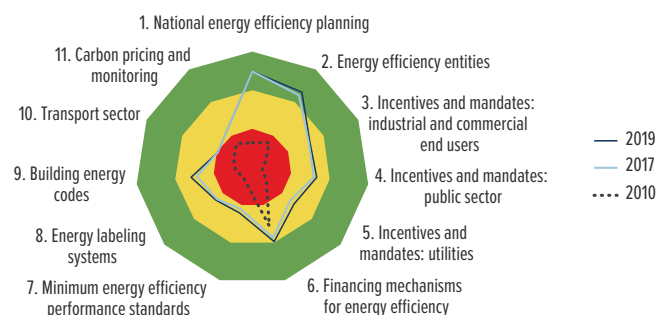 1. National energy efficiency planning
2. Energy efficiency entities
3. Incentives and mandates:
industrial and commercial
end users
4. Incentives and mandates:
public sector
5. Incentives and
mandates: utilities
6. Financing mechanisms
for energy efficiency
7. Minimum energy efficiency
performance standards
8. Energy labeling
systems
9. Building energy
codes
10. Transport sector
11. Carbon pricing and
monitoring
2019
2017
2010